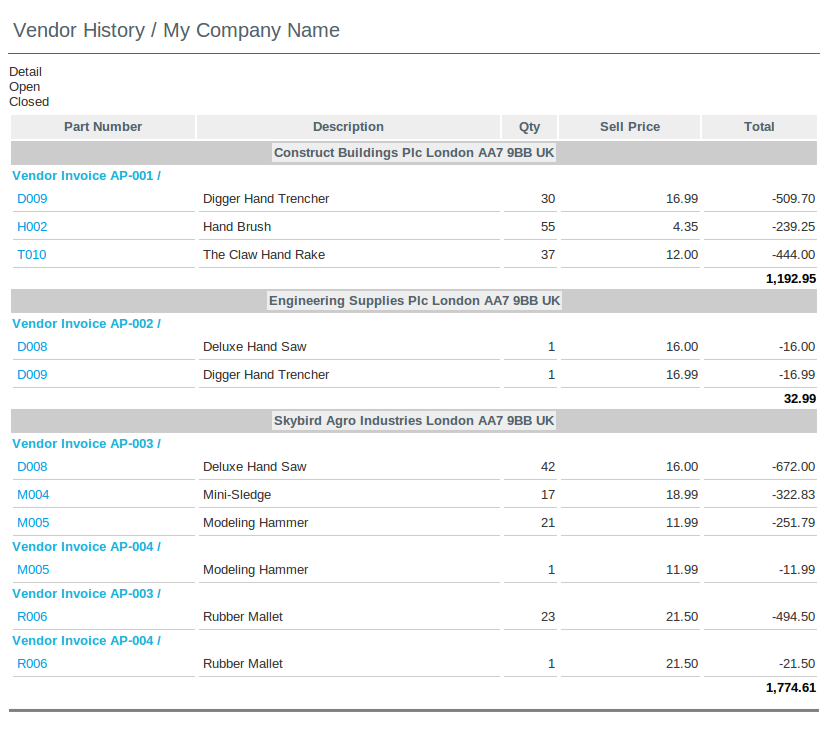 Vendor History / My Company Name
Detail
Open
Closed
Part Number Description Qty Sell Price Total
Construct Buildings Plc London AA7 9BB UK
Vendor Invoice AP-001 /
D009 Digger Hand Trencher 30 16.99 -509.70
H002 Hand Brush 55 4.35 -239.25
T010 The Claw Hand Rake 37 12.00 -444.00
1,192.95
Engineering Supplies Plc London AA7 9BB UK
Vendor Invoice AP-002 /
D008 Deluxe Hand Saw 1 16.00 -16.00
D009 Digger Hand Trencher 1 16.99 -16.99
32.99
Skybird Agro Industries London AA7 9BB UK
Vendor Invoice AP-003 /
D008 Deluxe Hand Saw 42 16.00 -672.00
M004 Mini-Sledge 17 18.99 -322.83
M005 Modeling Hammer 21 11.99 -251.79
Vendor Invoice AP-004 /
M005 Modeling Hammer 1 11.99 -11.99
Vendor Invoice AP-003 /
R006 Rubber Mallet 23 21.50 -494.50
Vendor Invoice AP-004 /
R006 Rubber Mallet 1 21.50 -21.50
1,774.61